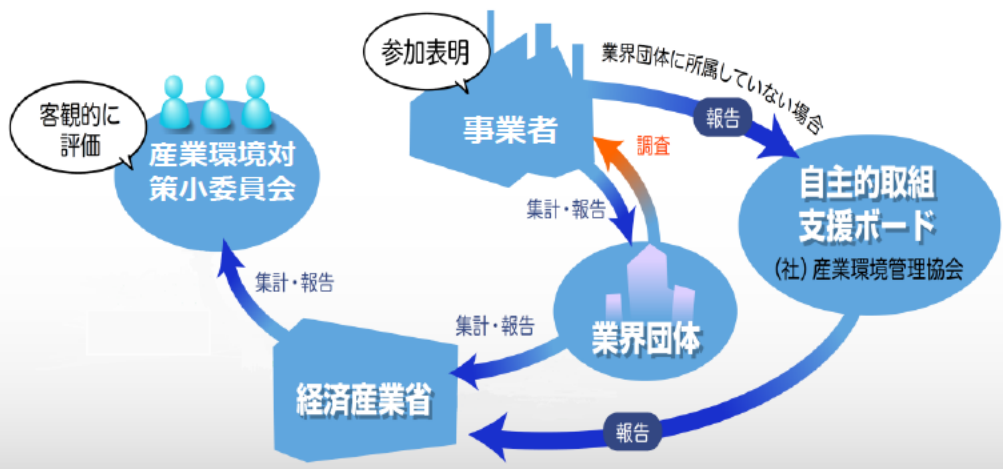 参加表明
業界団体に所属していない場合
客観的に
評価
産業環境対
策小委員会
事業者
報告
調査
自主的取組
支援ボード
(社)産業環境管理協会
集計・報告
集計・報告
集計・報告
業界団体
経済産業省
報告